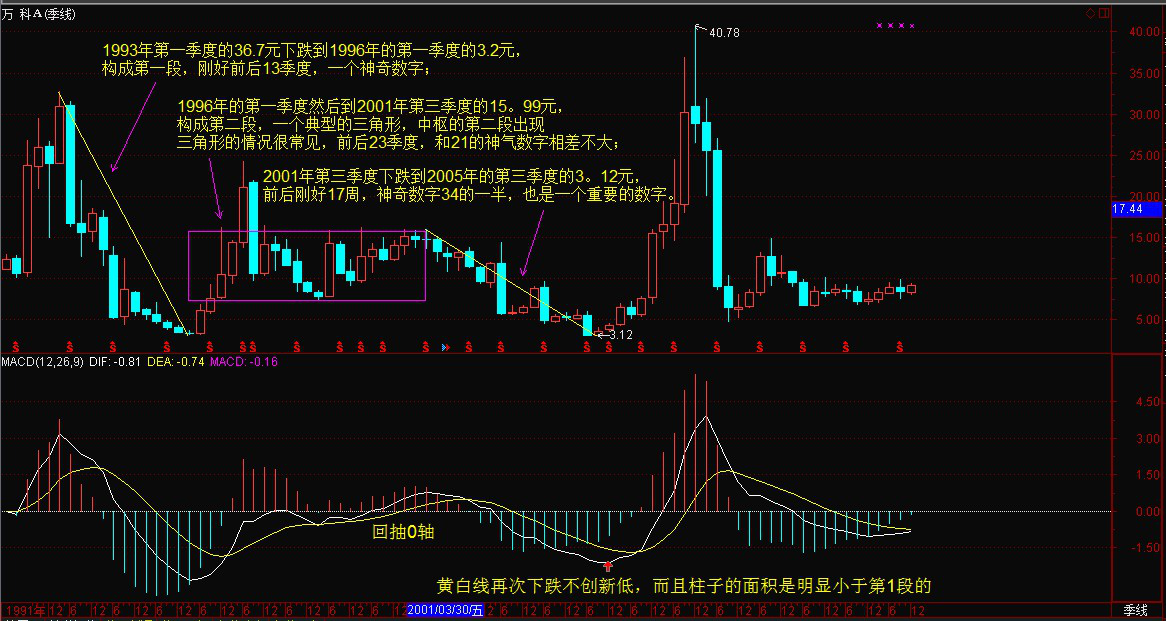 万 科A(季线)
40.78
40.00
1993年第一季度的36.7元下跌到1996年的第一季度的3.2元，
构成第一段，刚好前后13季度，一个神奇数字；
35.00
30.00
1996年的第一季度然后到2001年第三季度的15。99元，
构成第二段，一个典型的三角形，中枢的第二段出现
三角形的情况很常见，前后23季度，和21的神气数字相差不大；
25.00
2001年第三季度下跌到2005年的第三季度的3。12元，
前后刚好17周，神奇数字34的一半，也是一个重要的数字。
20.00
17.44
15.00
10.00
5.00
3.12
MACD(12,26,9) DIF: -0.81 DEA: -0.74 MACD: -0.16
4.50
3.00
1.50
0.00
回抽0轴
-1.50
黄白线再次下跌不创新低，而且柱子的面积是明显小于第1段的
1991年 12 6 12 6 12 6 12 6 12 6 12 6 12 6 12 6 12 6 2001/03/30/五 6 12 6 12 6 12 6 12 6 12 6 12 6 12 6 12 6 12 6 12 季线